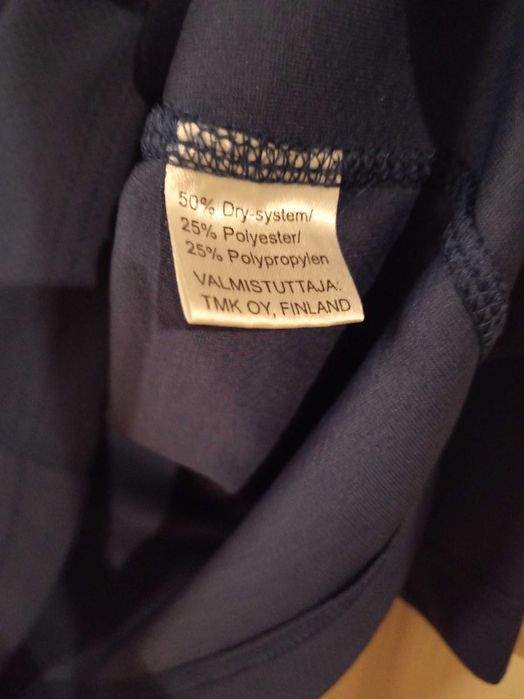 50% Dry-system/
25% Polyester/
25% Polypropylen
VALMISTUTTAJA:
TMK OY, FINLAND